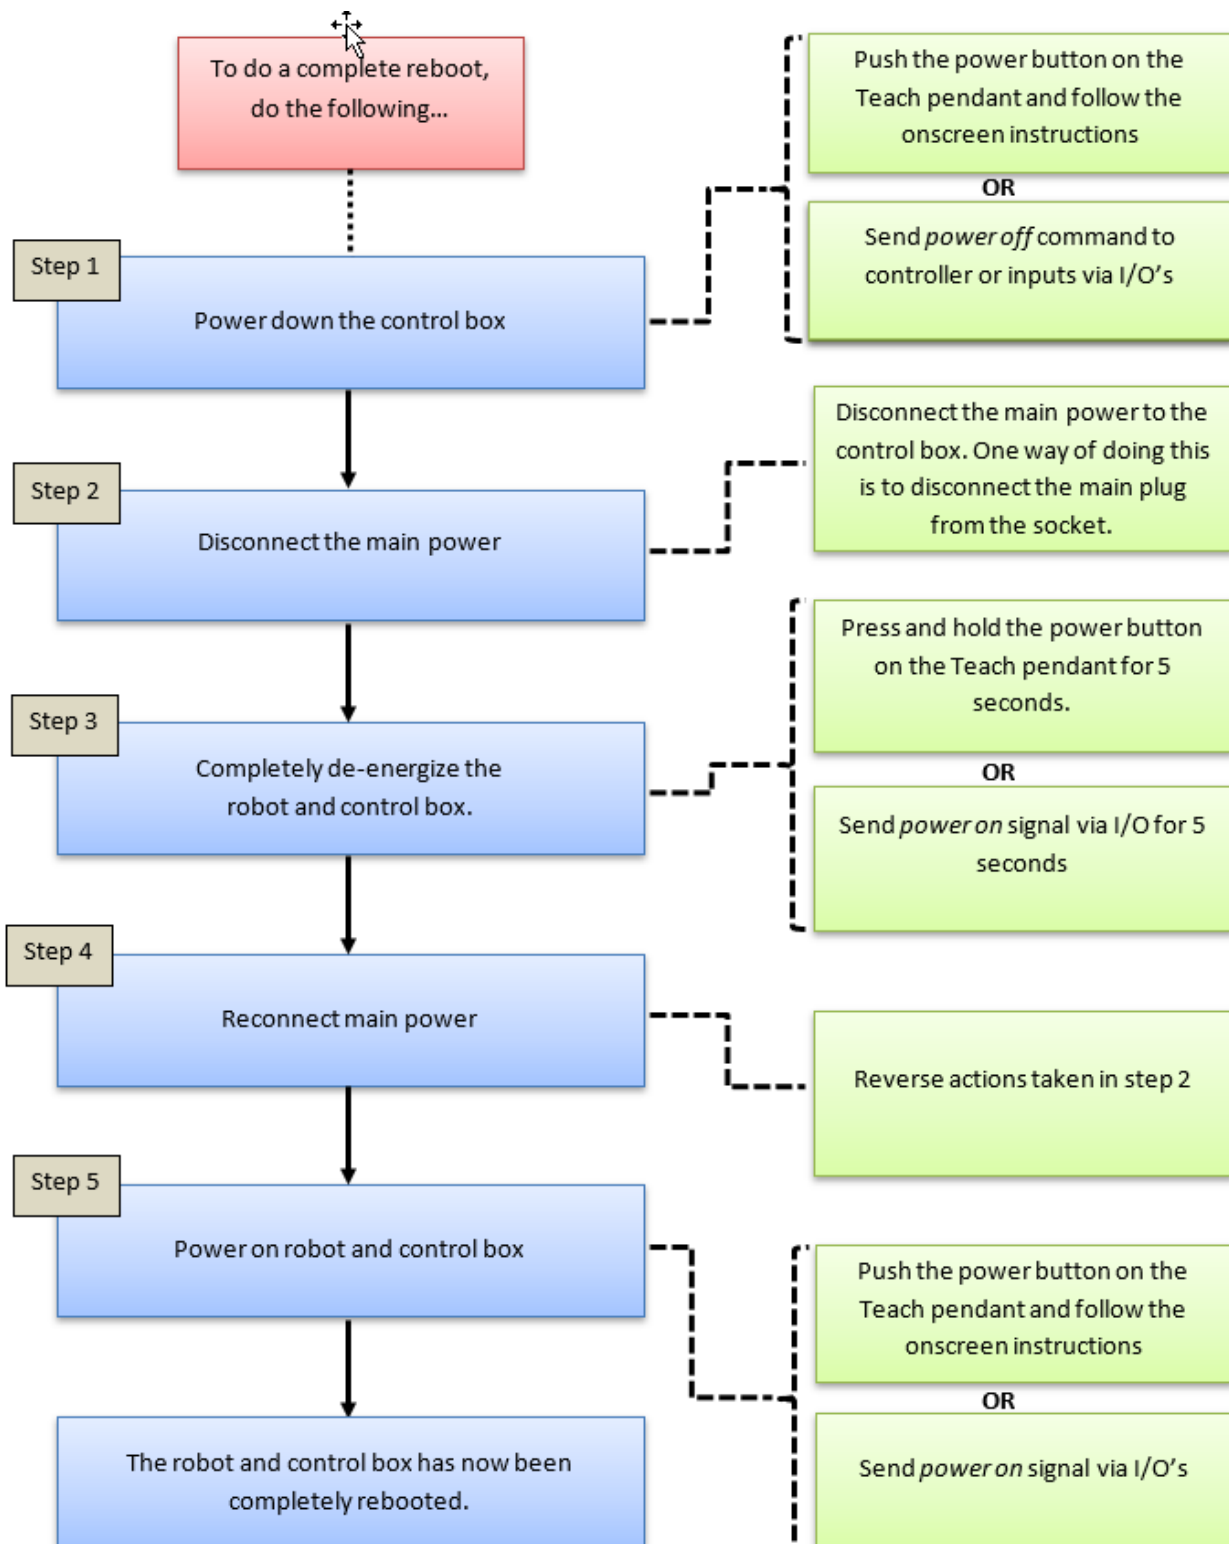 To do a complete reboot,
do the following...
Push the power button on the
Teach pendant and follow the
onscreen instructions
OR
Send power off command to
controller or inputs via I/O's
Step 1
Power down the control box
Disconnect the main power to the
control box. One way of doing this
is to disconnect the main plug
from the socket.
Step 2
Disconnect the main power
Press and hold the power button
on the Teach pendant for 5
seconds.
OR
Send power on signal via I/O for 5
seconds
Step 3
Completely de-energize the
robot and control box.
Step 4
Reconnect main power
Reverse actions taken in step 2
Step 5
Power on robot and control box
Push the power button on the
Teach pendant and follow the
onscreen instructions
OR
Send power on signal via I/O's
The robot and control box has now been
completely rebooted.